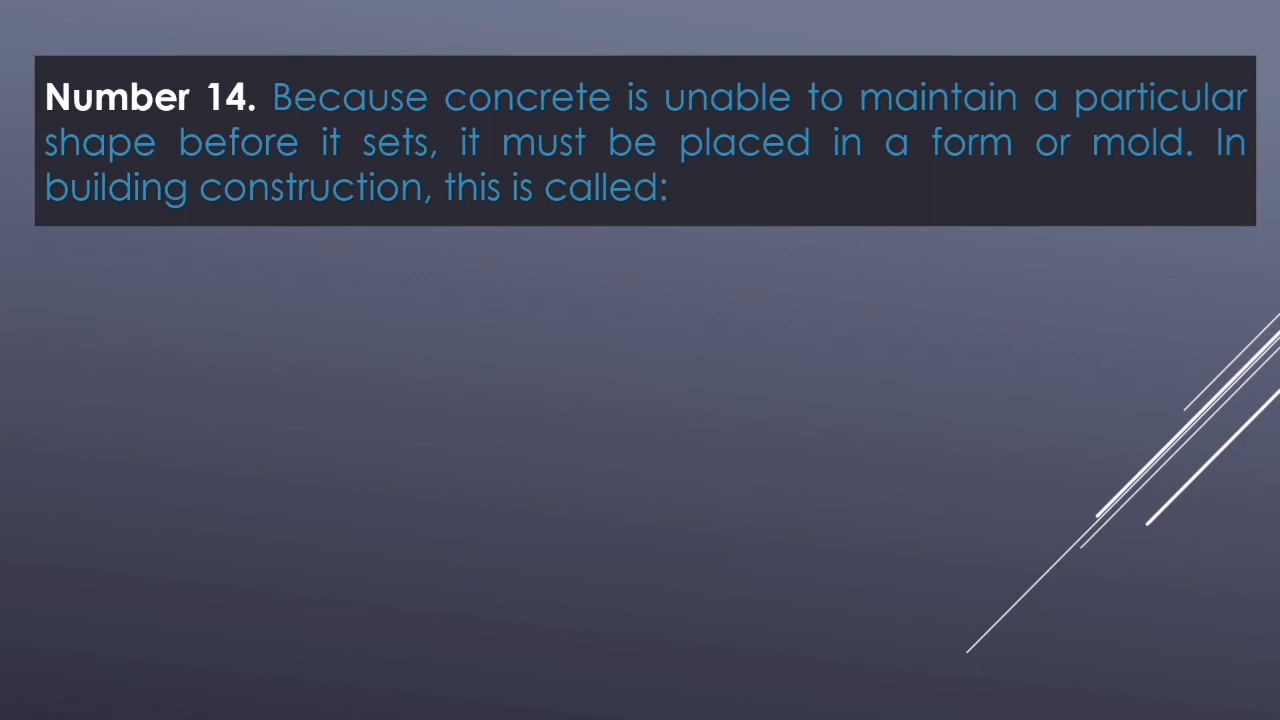 Number 14. Because concrete is unable to maintain a particular
shape before it sets, it must be placed in a form or mold. In
building construction, this is called: